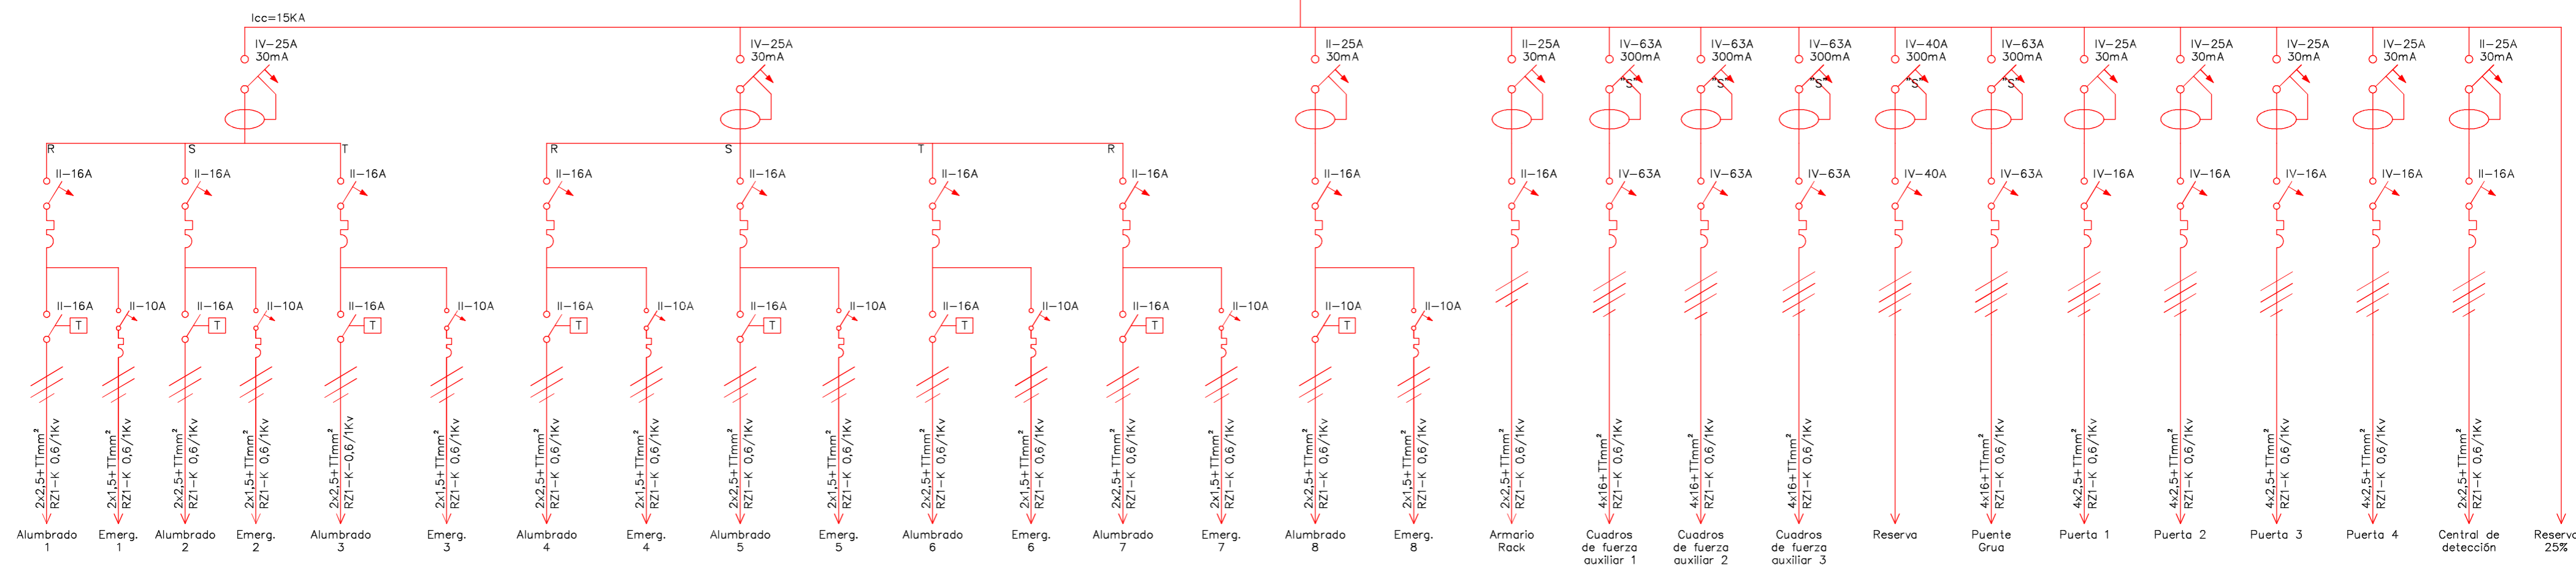 Icc=15KA
IV-25A
30mA
IV-25A
30mA
II-25A
30mA
II-25A
30mA
IV-63A
300mA
"S"
IV-63A
300mA
"S"
IV-63A
300mA
"S"
IV-40A
300mA
"S"
IV-63A
300mA
"S"
IV-25A
30mA
IV-25A
30mA
IV-25A
30mA
IV-25A
30mA
II-25A
30mA
R
S
T
R
S
T
R
II-16A
II-16A
II-16A
II-16A
II-16A
II-16A
II-16A
II-16A
II-16A
IV-63A
IV-63A
IV-63A
IV-40A
IV-63A
IV-16A
IV-16A
IV-16A
IV-16A
II-16A
II-16A
T
II-10A
II-16A
T
II-10A
II-16A
T
II-10A
II-16A
T
II-10A
II-16A
T
II-10A
II-16A
T
II-10A
II-16A
T
II-10A
II-10A
T
II-10A
2x2,5+TTmm²
RZ1-K 0,6/1Kv
2x1,5+TTmm²
RZ1-K 0,6/1Kv
2x2,5+TTmm²
RZ1-K 0,6/1Kv
2x1,5+TTmm²
RZ1-K 0,6/1Kv
2x2,5+TTmm²
RZ1-K-0,6/1Kv
2x1,5+TTmm²
RZ1-K 0,6/1Kv
2x2,5+TTmm²
RZ1-K 0,6/1Kv
2x1,5+TTmm²
RZ1-K 0,6/1Kv
2x2,5+TTmm²
RZ1-K 0,6/1Kv
2x1,5+TTmm²
RZ1-K 0,6/1Kv
2x2,5+TTmm²
RZ1-K 0,6/1Kv
2x1,5+TTmm²
RZ1-K 0,6/1Kv
2x2,5+TTmm²
RZ1-K 0,6/1Kv
2x1,5+TTmm²
RZ1-K 0,6/1Kv
2x2,5+TTmm²
RZ1-K 0,6/1Kv
2x1,5+TTmm²
RZ1-K 0,6/1Kv
2x2,5+TTmm²
RZ1-K 0,6/1Kv
4x16+TTmm²
RZ1-K 0,6/1Kv
4x16+TTmm²
RZ1-K 0,6/1Kv
4x16+TTmm²
RZ1-K 0,6/1Kv
4x16+TTmm²
RZ1-K 0,6/1Kv
4x2,5+TTmm²
RZ1-K 0,6/1Kv
4x2,5+TTmm²
RZ1-K 0,6/1Kv
4x2,5+TTmm²
RZ1-K 0,6/1Kv
4x2,5+TTmm²
RZ1-K 0,6/1Kv
2x2,5+TTmm²
RZ1-K 0,6/1Kv
Alumbrado
1
Emerg.
1
Alumbrado
2
Emerg.
2
Alumbrado
3
Emerg.
3
Alumbrado
4
Emerg.
4
Alumbrado
5
Emerg.
5
Alumbrado
6
Emerg.
6
Alumbrado
7
Emerg.
7
Alumbrado
8
Emerg.
8
Armario
Rack
Cuadros
de fuerza
auxiliar 1
Cuadros
de fuerza
auxiliar 2
Cuadros
de fuerza
auxiliar 3
Reserva
Puente
Grua
Puerta 1
Puerta 2
Puerta 3
Puerta 4
Central de
detección
Reserva
25%